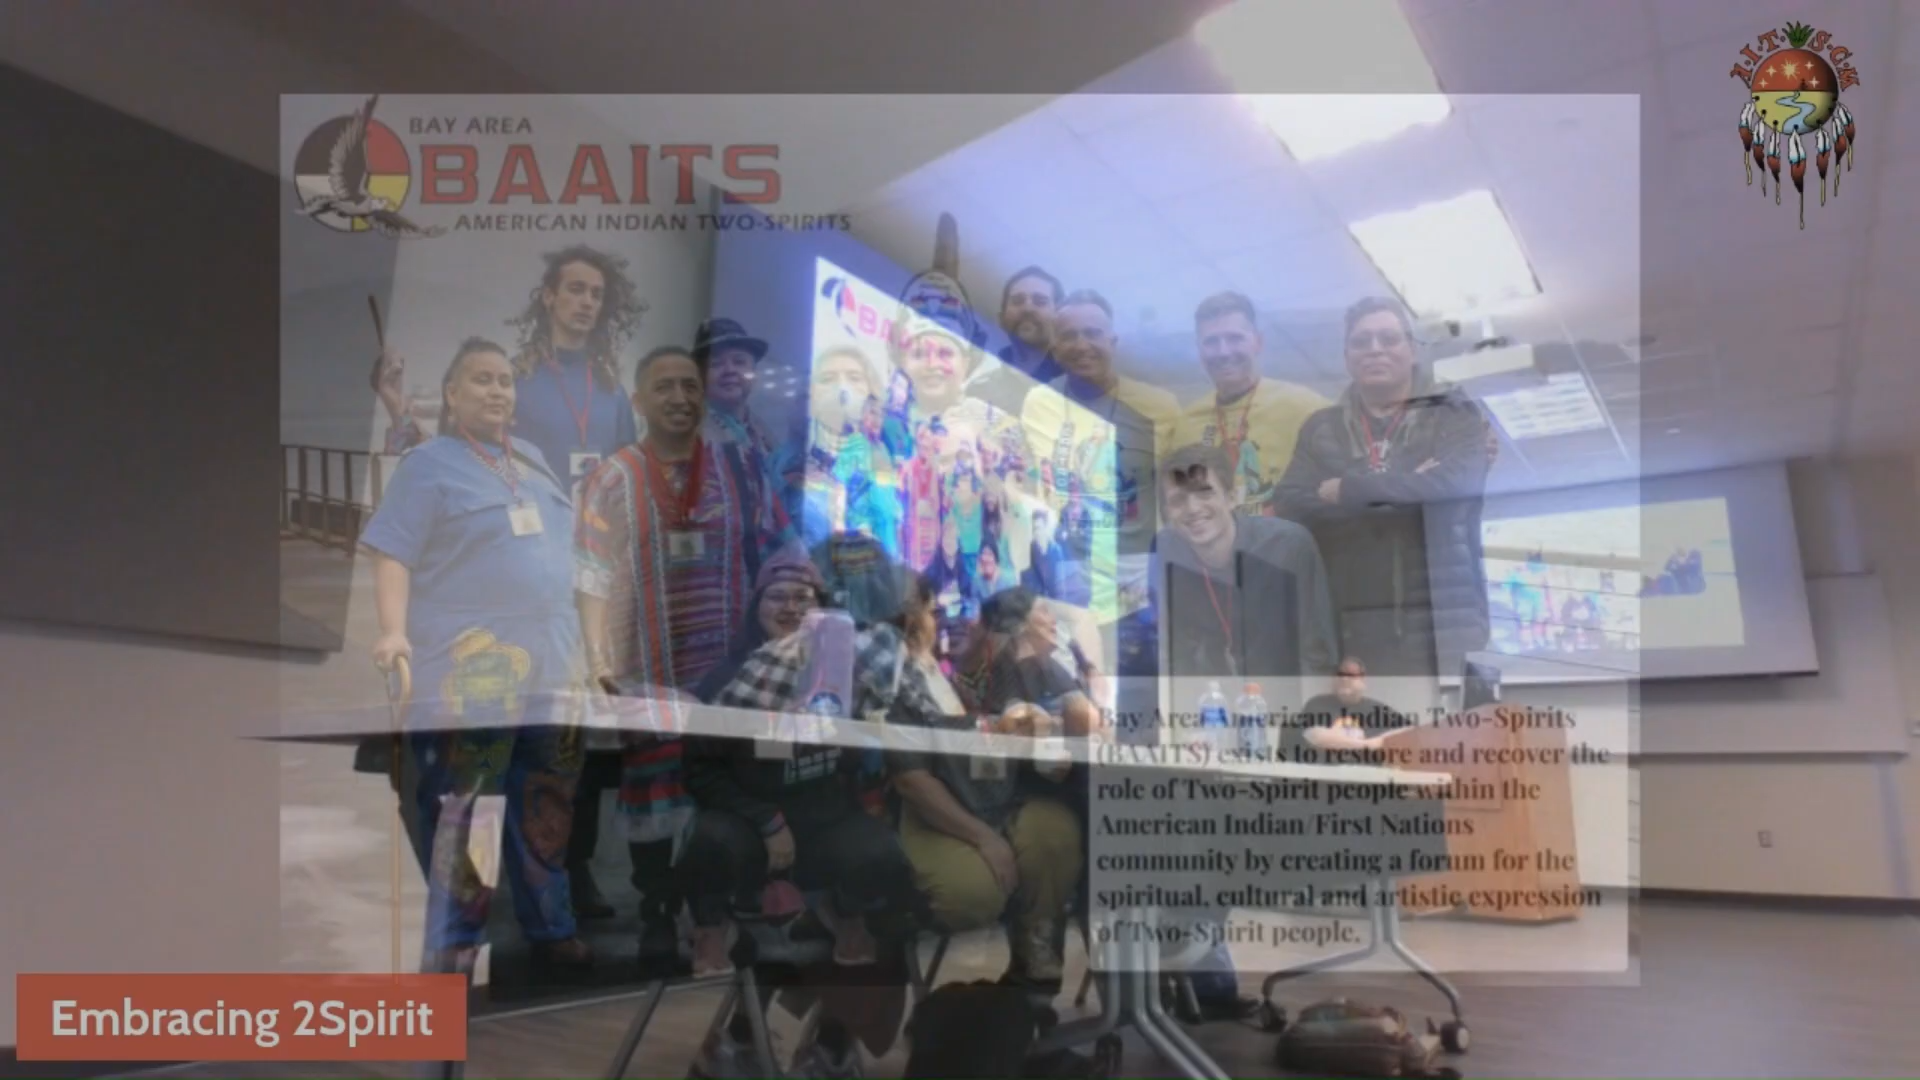 A.I.T.S.C.M
BAY AREA
BAAITS
AMERICAN INDIAN TWO-SPIRITS
Bay Area American Indian Two-Spirits
(BAAITS) exists to restore and recover the
role of Two-Spirit people within the
American Indian/First Nations
community by creating a forum for the
spiritual, cultural and artistic expression
of Two-Spirit people.
Embracing 2Spirit